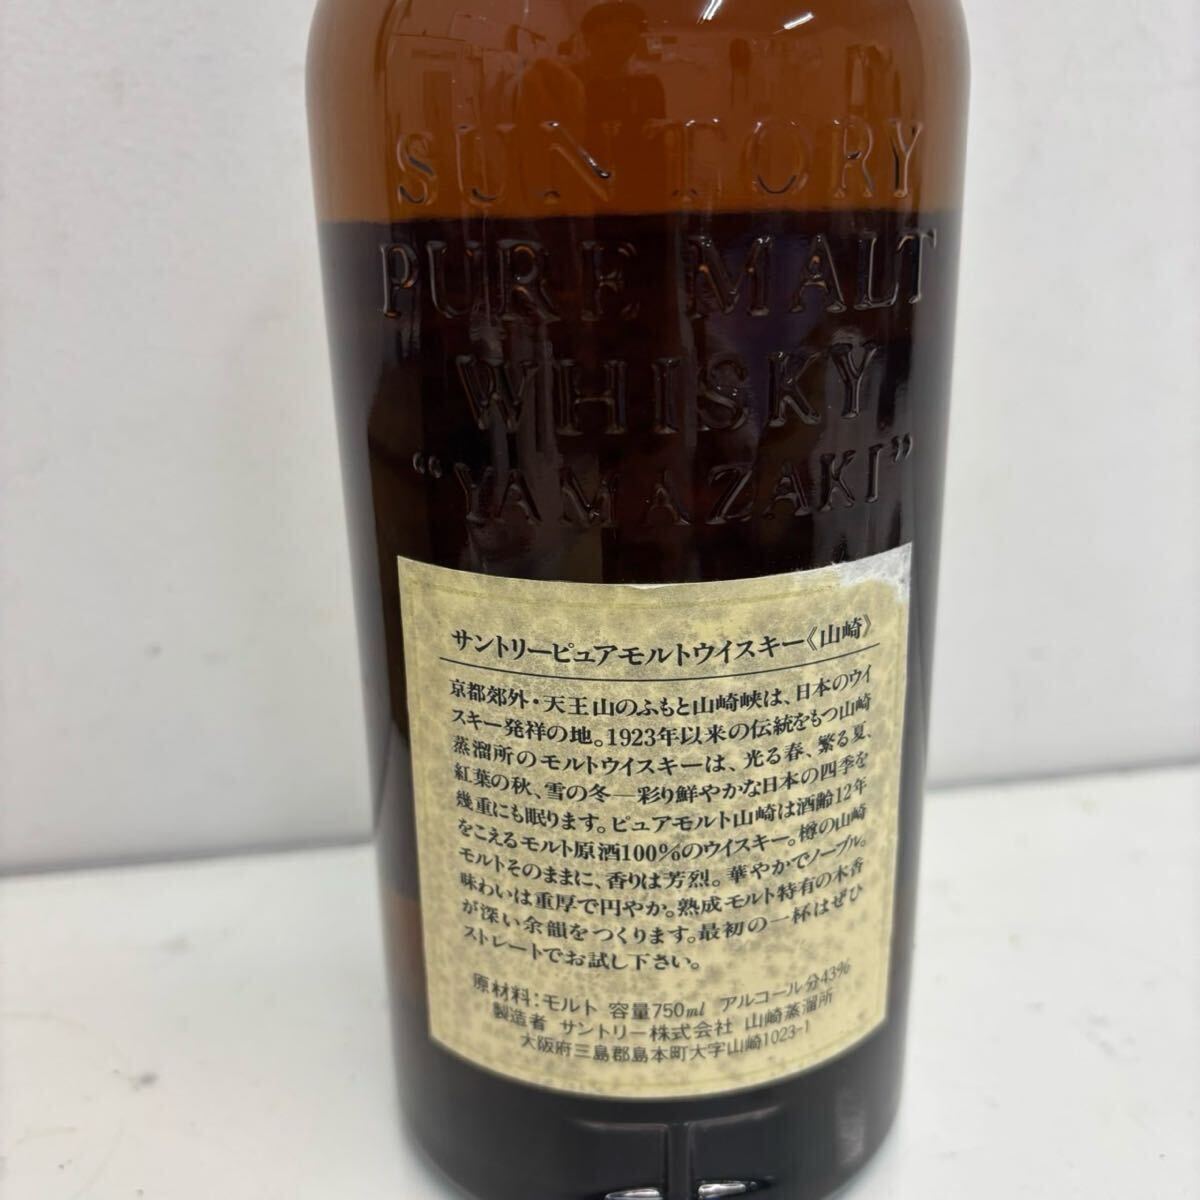 SUNTORY
PURE MALT
WHISKY
“YAMAZAKI”
サントリーピュアモルトウイスキー《山崎》
京都郊外・天王山のふもと山崎峡は、日本のウイ
スキー発祥の地。1923年以来の伝統をもつ山崎
蒸溜所のモルトウイスキーは、光る春、繁る夏、
紅葉の秋、雪の冬—彩り鮮やかな日本の四季を
幾重にも眠ります。ピュアモルト山崎は酒齢12年
をこえるモルト原酒100%のウイスキー。樽の山崎
モルトそのままに、香りは芳烈。華やかでノーブル。
味わいは重厚で円やか。熟成モルト特有の木香
が深い余韻をつくります。最初の一杯はぜひ
ストレートでお試し下さい。
原材料:モルト 容量750ml アルコール分43%
製造者 サントリー株式会社 山崎蒸溜所
大阪府三島郡島本町大字山崎1023-1